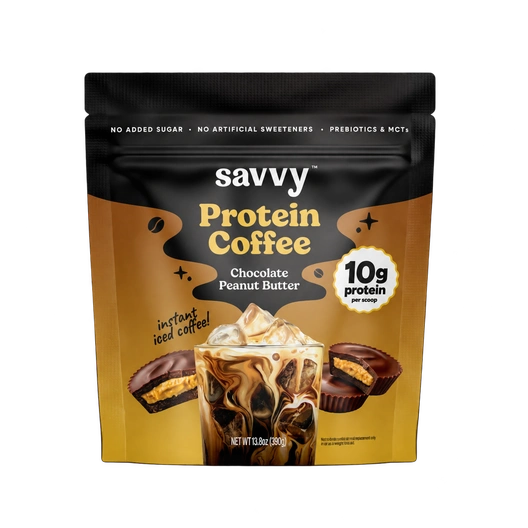 NO ADDED SUGAR • NO ARTIFICIAL SWEETENERS • PREBIOTICS & MCTs
savvy™
Protein
Coffee
Chocolate
Peanut Butter
10g
protein
per scoop
instant
iced coffee!
NET WT 13.8oz (390g)